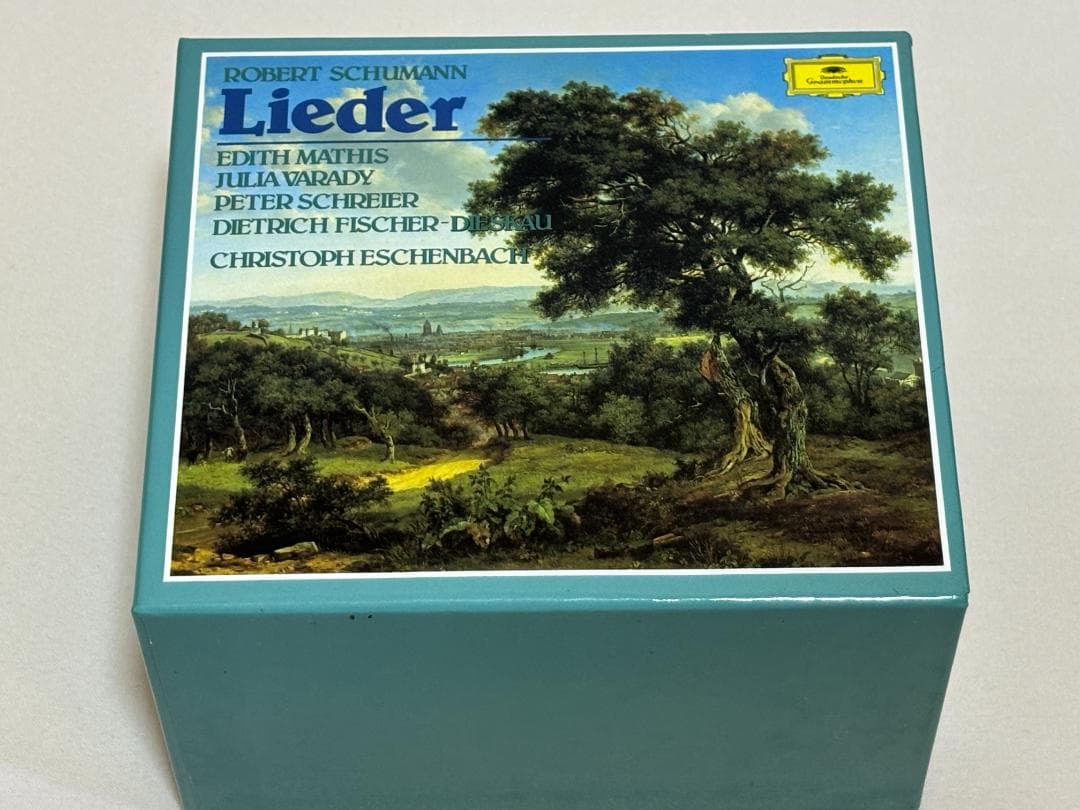 ROBERT SCHUMANN
Lieder
EDITH MATHIS
JULIA VARADY
PETER SCHREIER
DIETRICH FISCHER-DIESKAU
CHRISTOPH ESCHENBACH
Deutsche
Grammophon